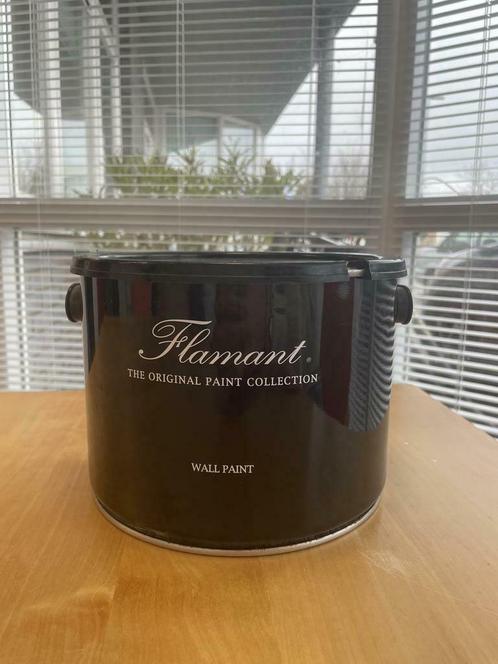 Flamant®
THE ORIGINAL PAINT COLLECTION
WALL PAINT